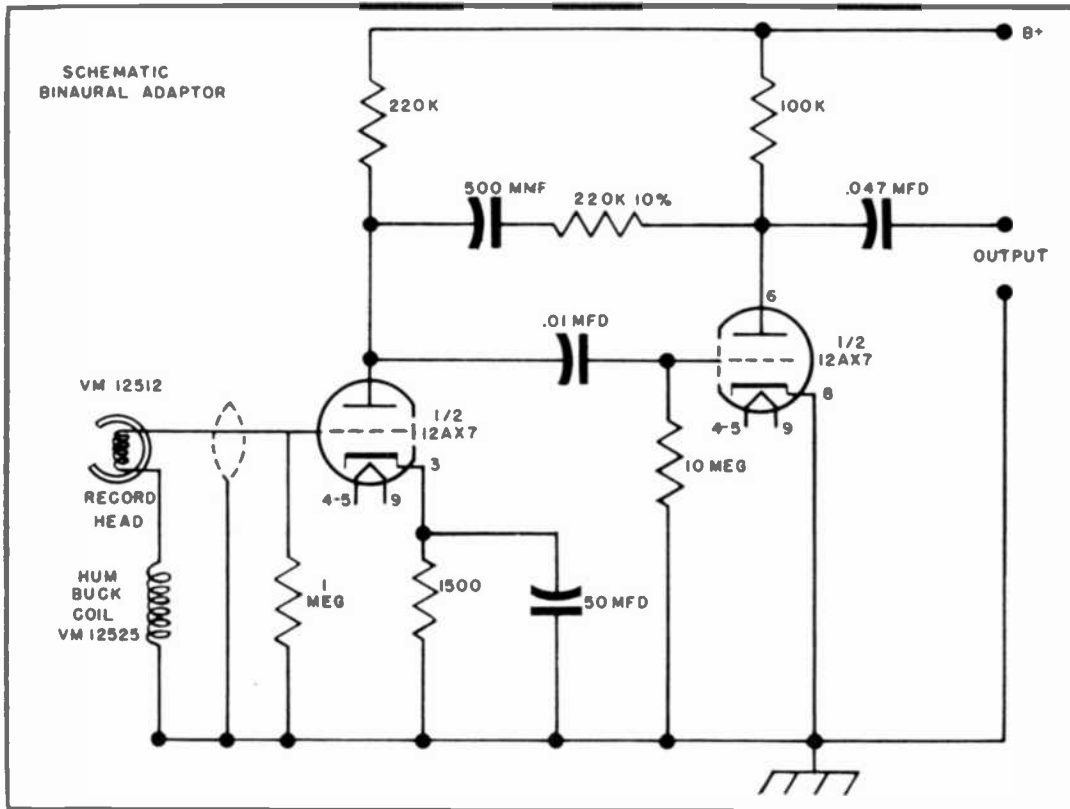 B+
SCHEMATIC
BINAURAL ADAPTOR
220K
100K
500 MMF
220K 10%
.047 MFD
OUTPUT
6
.01 MFD
1/2
12AX7
8
4-5
9
VM 12512
1/2
12AX7
3
4-5
9
10 MEG
RECORD
HEAD
HUM
BUCK
COIL
VM 12525
1
MEG
1500
50 MFD